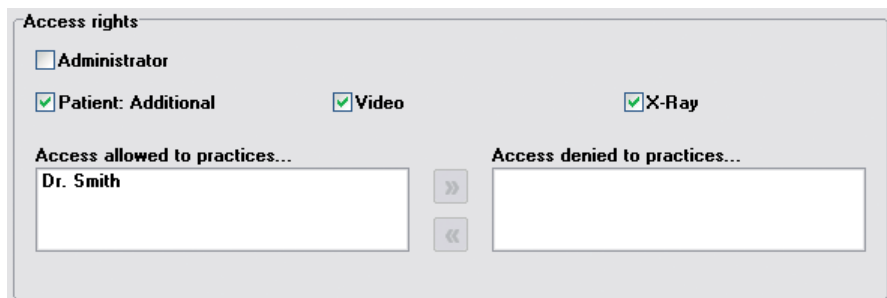 Access rights
Administrator
Patient: Additional Video X-Ray
Access allowed to practices... Access denied to practices...
Dr. Smith
»
«